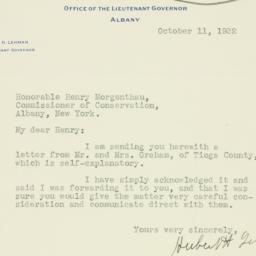 OFFICE OF THE LIEUTENANT GOVERNOR
ALBANY
H. LEHMAN
GOVERNOR
October 11, 1932
Honorable Henry Morgenthau,
Commissioner of Conservation,
Albany, New York.
My dear Henry:
I am sending you herewith a
letter from Mr. and Mrs. Graham, of Tioga County,
which is self-explanatory.
I have simply acknowledged it and
said I was forwarding it to you, and that I was
sure you would give the matter very careful con-
sideration and communicate direct with them.
Yours very sincerely,
Herbert H